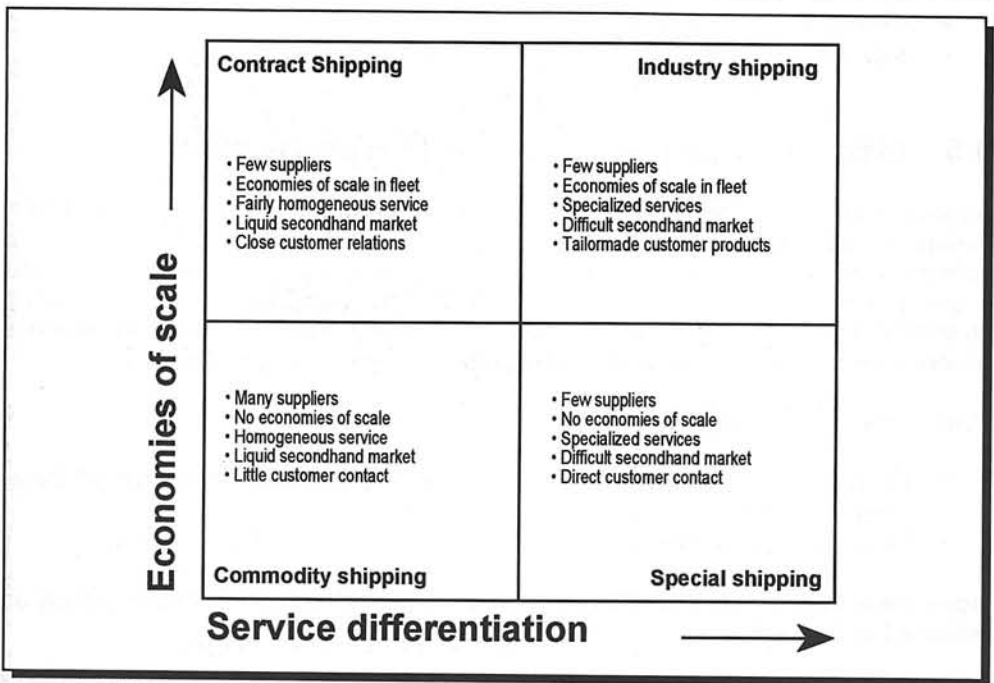 Contract Shipping
• Few suppliers
• Economies of scale in fleet
• Fairly homogeneous service
• Liquid secondhand market
• Close customer relations
Industry shipping
• Few suppliers
• Economies of scale in fleet
• Specialized services
• Difficult secondhand market
• Tailormade customer products
• Many suppliers
• No economies of scale
• Homogeneous service
• Liquid secondhand market
• Little customer contact
Commodity shipping
• Few suppliers
• No economies of scale
• Specialized services
• Difficult secondhand market
• Direct customer contact
Special shipping
Economies of scale
Service differentiation